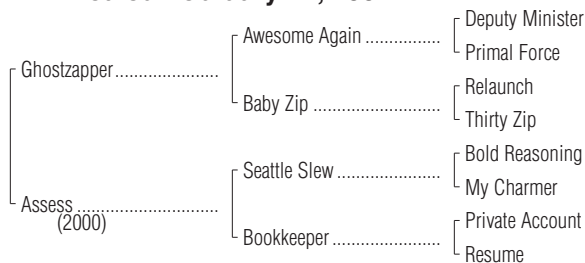 Deputy Minister
Awesome Again
Primal Force
Ghostzapper
Relaunch
Baby Zip
Thirty Zip
Bold Reasoning
Seattle Slew
My Charmer
Assess
(2000)
Private Account
Bookkeeper
Resume